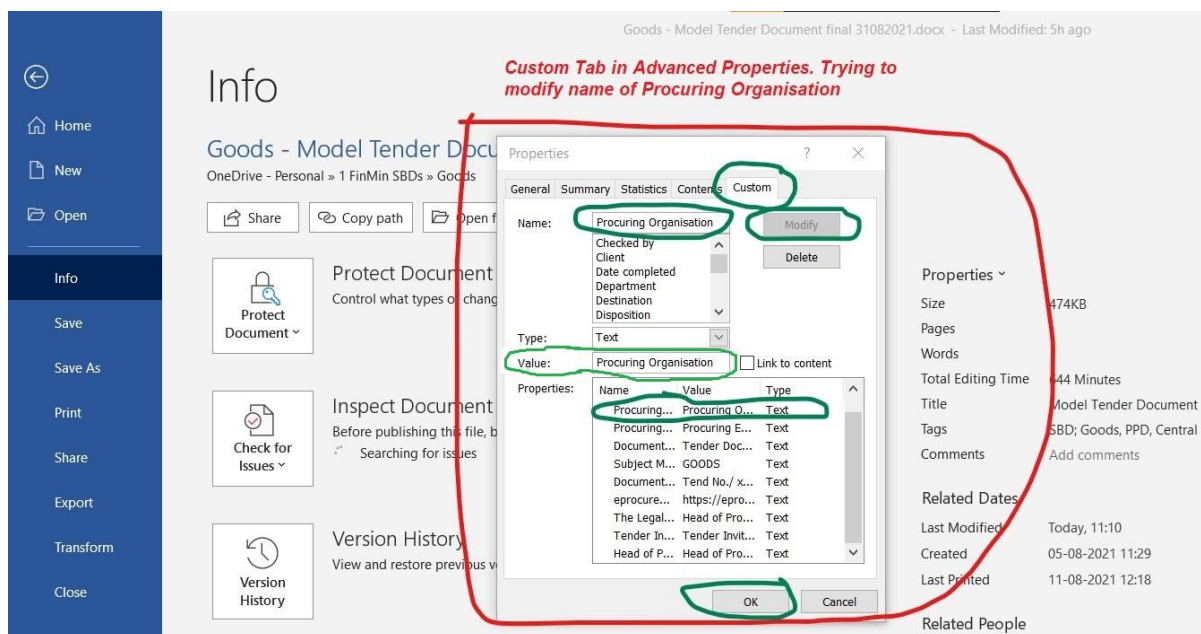 Goods - Model Tender Document final 31082021.docx - Last Modified: 5h ago
Custom Tab in Advanced Properties. Trying to
modify name of Procuring Organisation
Info
Home
New
Open
Info
Save
Save As
Print
Share
Export
Transform
Close
Goods - Model Tender Docu
OneDrive - Personal » 1 FinMin SBDs » Goods
Share
Copy path
Open f
Protect
Document
Protect Document
Control what types of chang
Check for
Issues
Inspect Document
Before publishing this file, b
Searching for issues
Version
History
Version History
View and restore previous v
Properties
? ×
General Summary Statistics Contents Custom
Name: Procuring Organisation Modify
Checked by
Client
Date completed
Department
Destination
Disposition
Delete
Type: Text
Value: Procuring Organisation Link to content
Properties: Name Value Type
Procuring... Procuring O... Text
Procuring... Procuring E... Text
Document... Tender Doc... Text
Subject M... GOODS Text
Document... Tend No./ x... Text
eprocure... https://epro... Text
The Legal... Head of Pro... Text
Tender In... Tender Invit... Text
Head of P... Head of Pro... Text
OK Cancel
Properties
Size 474KB
Pages
Words
Total Editing Time 644 Minutes
Title Model Tender Document
Tags SBD; Goods, PPD, Central
Comments Add comments
Related Dates
Last Modified Today, 11:10
Created 05-08-2021 11:29
Last Printed 11-08-2021 12:18
Related People